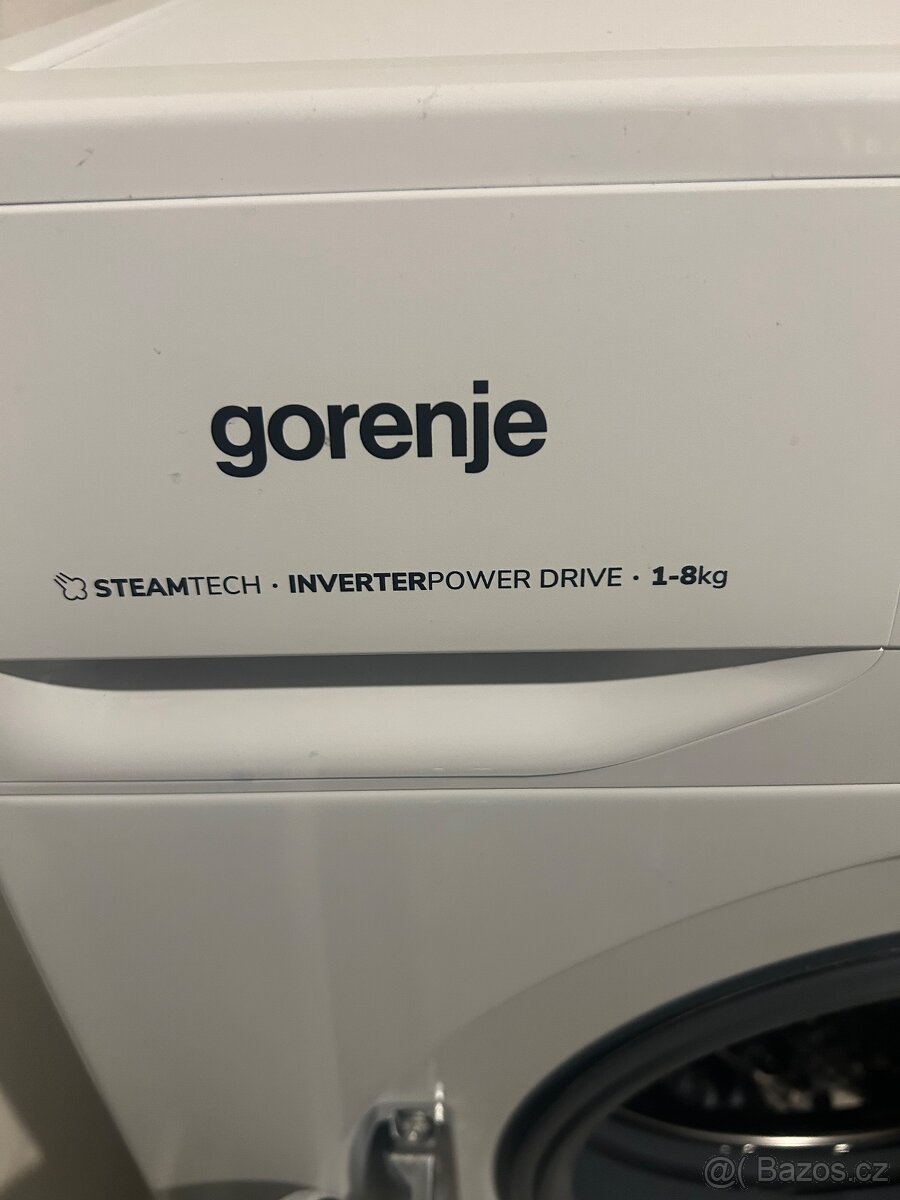 gorenje
STEAMTECH · INVERTERPOWER DRIVE · 1-8kg
@( Bazos.cz